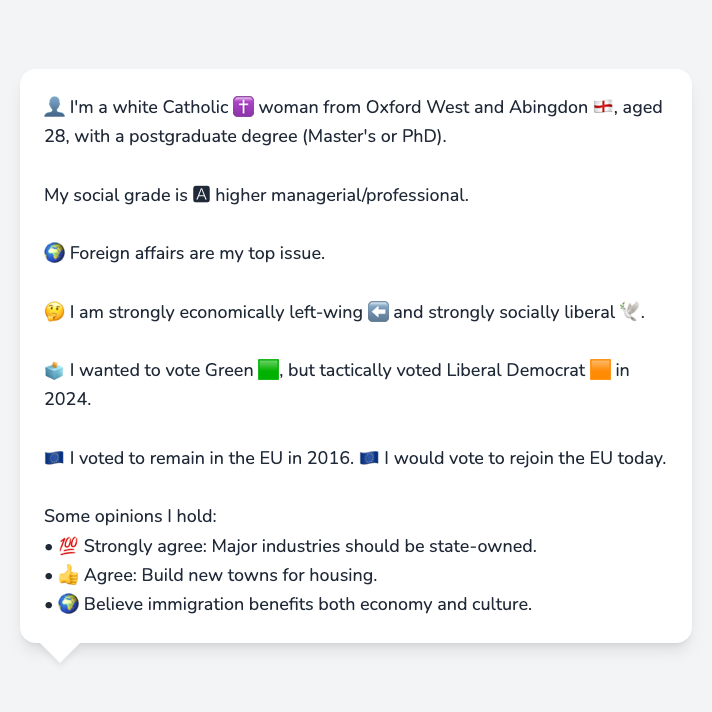 👤 I'm a white Catholic ✝️ woman from Oxford West and Abingdon 🏴󠁧󠁢󠁥󠁮󠁧󠁿, aged
28, with a postgraduate degree (Master's or PhD).
My social grade is 🅰️ higher managerial/professional.
🌍 Foreign affairs are my top issue.
🤔 I am strongly economically left-wing ⬅️ and strongly socially liberal 🕊️.
🗳️ I wanted to vote Green 🟩, but tactically voted Liberal Democrat 🟧 in
2024.
🇪🇺 I voted to remain in the EU in 2016. 🇪🇺 I would vote to rejoin the EU today.
Some opinions I hold:
• 💯 Strongly agree: Major industries should be state-owned.
• 👍 Agree: Build new towns for housing.
• 🌍 Believe immigration benefits both economy and culture.